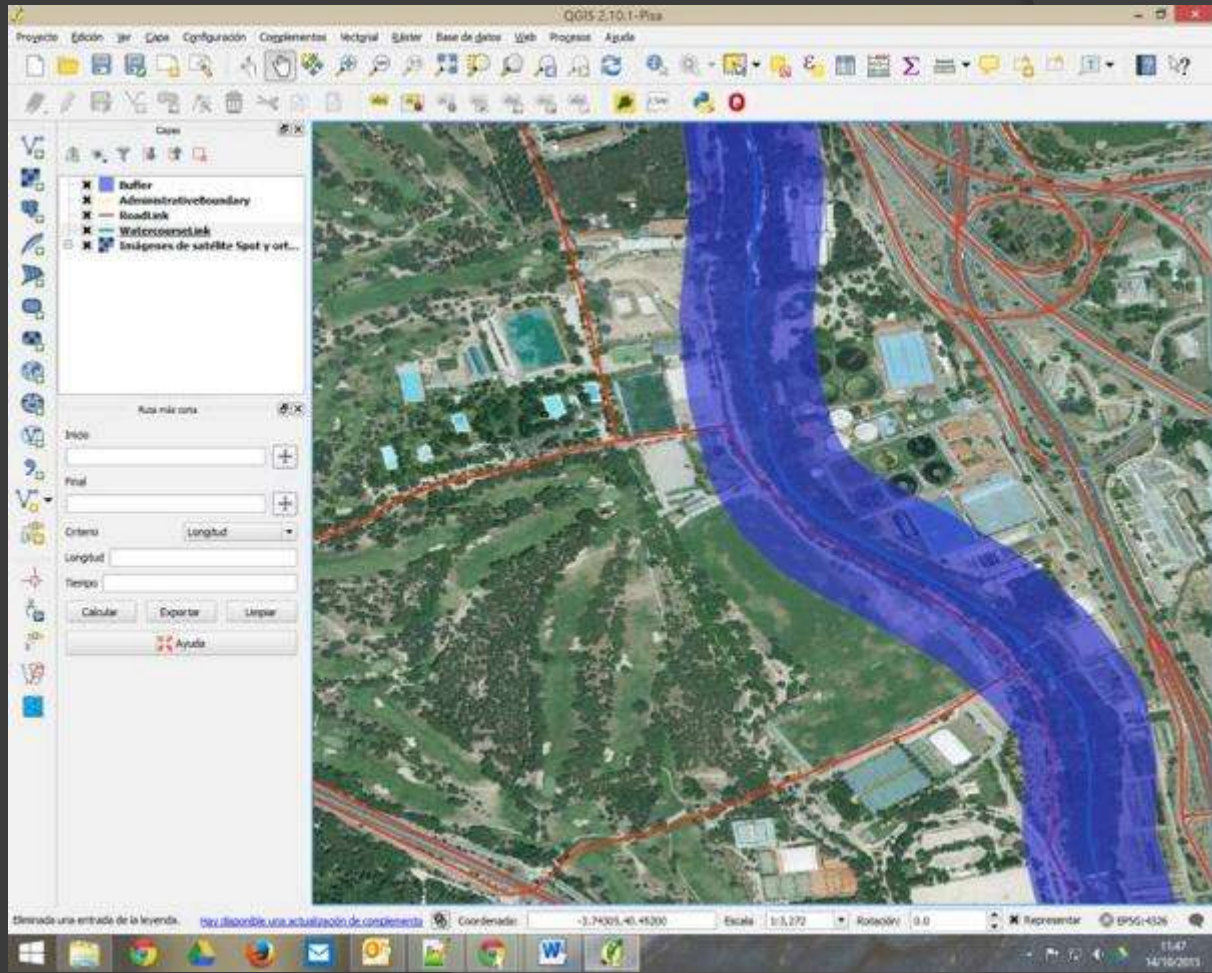 QGIS 2.10.1-Pisa
Proyecto Edición Ver Capa Configuración Complementos Vectorial Ráster Base de datos Web Procesos Ayuda
Capas
Buffer
AdministrativeBoundary
RoadLink
WatercourseLink
Imágenes de satélite Spot y ort...
Ruta más corta
Inicio
Final
Criterio Longitud
Longitud
Tiempo
Calcular Exportar Limpiar
Ayuda
Eliminada una entrada de la leyenda. Hay disponible una actualización de complemento Coordenada: -3.74305,40.45200 Escala 1:3,272 Rotación: 0.0 Representar EPSG:4326
11:47
14/10/2015